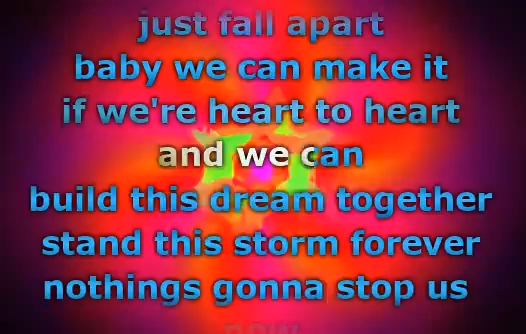 just fall apart
baby we can make it
if we're heart to heart
and we can
build this dream together
stand this storm forever
nothings gonna stop us
now